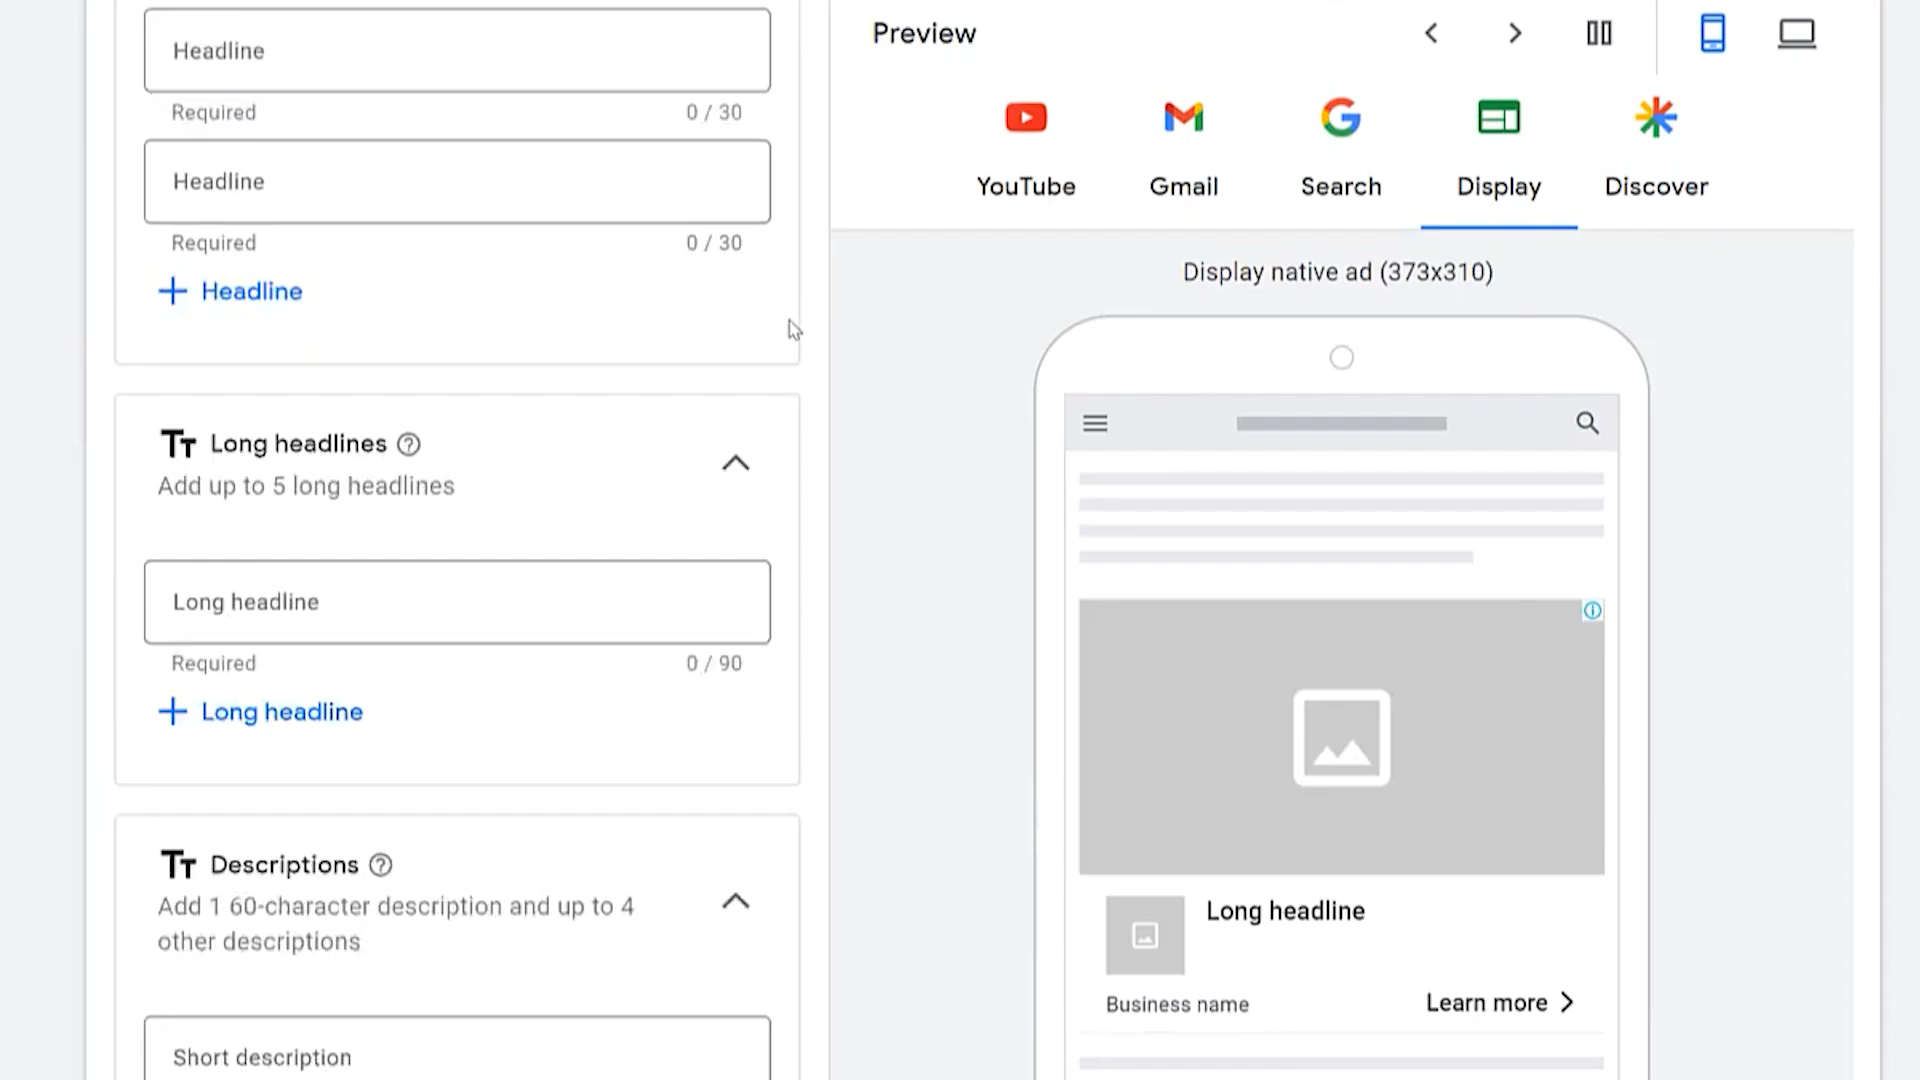 Headline
Required 0 / 30
Headline
Required 0 / 30
+ Headline
Long headlines
Add up to 5 long headlines
Long headline
Required 0 / 90
+ Long headline
Descriptions
Add 1 60-character description and up to 4
other descriptions
Short description
Preview
YouTube Gmail Search Display Discover
Display native ad (373x310)
Long headline
Business name Learn more